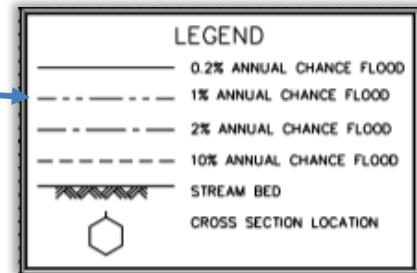 LEGEND
0.2% ANNUAL CHANCE FLOOD
1% ANNUAL CHANCE FLOOD
2% ANNUAL CHANCE FLOOD
10% ANNUAL CHANCE FLOOD
STREAM BED
CROSS SECTION LOCATION